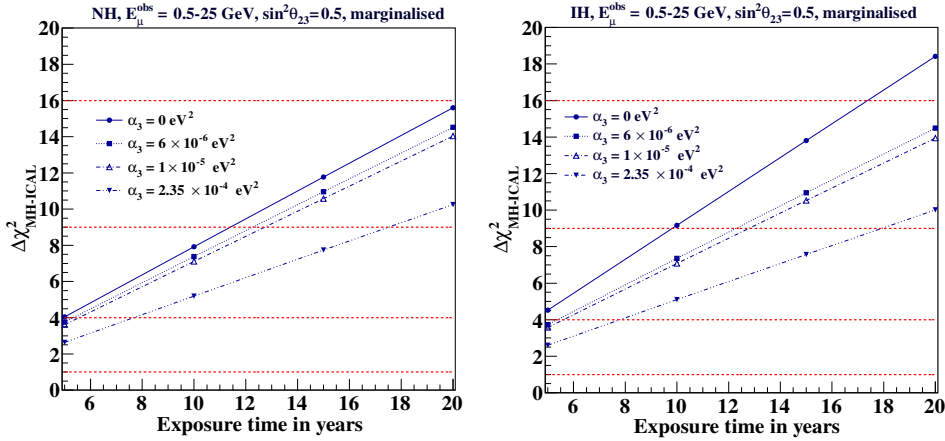 NH, E_μ^obs = 0.5-25 GeV, sin²θ₂₃=0.5, marginalised
20
18
16
14
12
10
8
6
4
2
0
Δχ²_MH-ICAL
α₃ = 0 eV²
α₃ = 6 ×10⁻⁶ eV²
α₃ = 1×10⁻⁵ eV²
α₃ = 2.35 ×10⁻⁴ eV²
6 8 10 12 14 16 18 20
Exposure time in years
IH, E_μ^obs = 0.5-25 GeV, sin²θ₂₃=0.5, marginalised
20
18
16
14
12
10
8
6
4
2
0
Δχ²_MH-ICAL
α₃ = 0 eV²
α₃ = 6 ×10⁻⁶ eV²
α₃ = 1×10⁻⁵ eV²
α₃ = 2.35 ×10⁻⁴ eV²
6 8 10 12 14 16 18 20
Exposure time in years